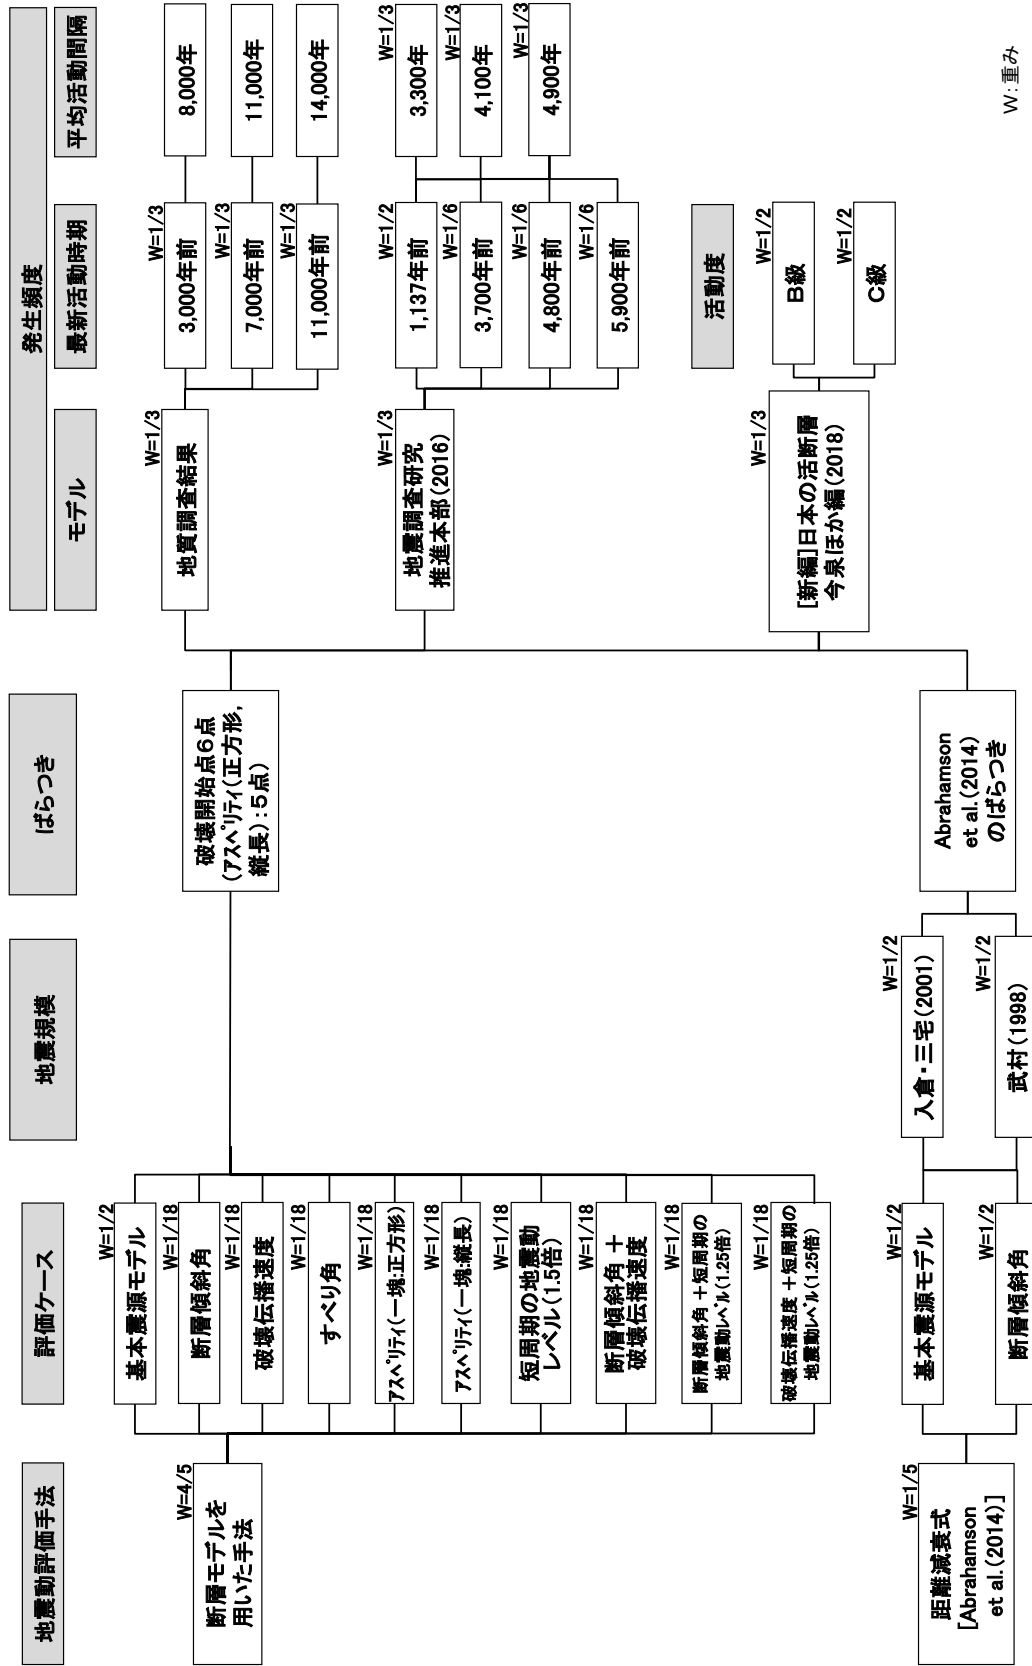 地震動評価手法
評価ケース
地震規模
ばらつき
発生頻度
モデル
最新活動時期
平均活動間隔
W=4/5
断層モデルを
用いた手法
W=1/2
基本震源モデル
W=1/18
断層傾斜角
W=1/18
破壊伝播速度
W=1/18
すべり角
W=1/18
アスペリティ(一塊:正方形)
W=1/18
アスペリティ(一塊:縦長)
W=1/18
短周期の地震動
レベル(1.5倍)
W=1/18
断層傾斜角 +
破壊伝播速度
W=1/18
断層傾斜角 +短周期の
地震動レベル(1.25倍)
W=1/18
破壊伝播速度 +短周期の
地震動レベル(1.25倍)
破壊開始点6点
(アスペリティ(正方形,
縦長):5点)
W=1/3
地質調査結果
W=1/3
3,000年前
8,000年
W=1/3
7,000年前
11,000年
W=1/3
11,000年前
14,000年
W=1/3
地震調査研究
推進本部(2016)
W=1/2
1,137年前
W=1/6
3,700年前
W=1/6
4,800年前
W=1/6
5,900年前
W=1/3
3,300年
W=1/3
4,100年
W=1/3
4,900年
活動度
W=1/3
[新編]日本の活断層
今泉ほか編(2018)
W=1/2
B級
W=1/2
C級
W=1/5
距離減衰式
[Abrahamson
et al.(2014)]
W=1/2
基本震源モデル
W=1/2
断層傾斜角
W=1/2
入倉・三宅(2001)
W=1/2
武村(1998)
Abrahamson
et al.(2014)
のばらつき
W:重み